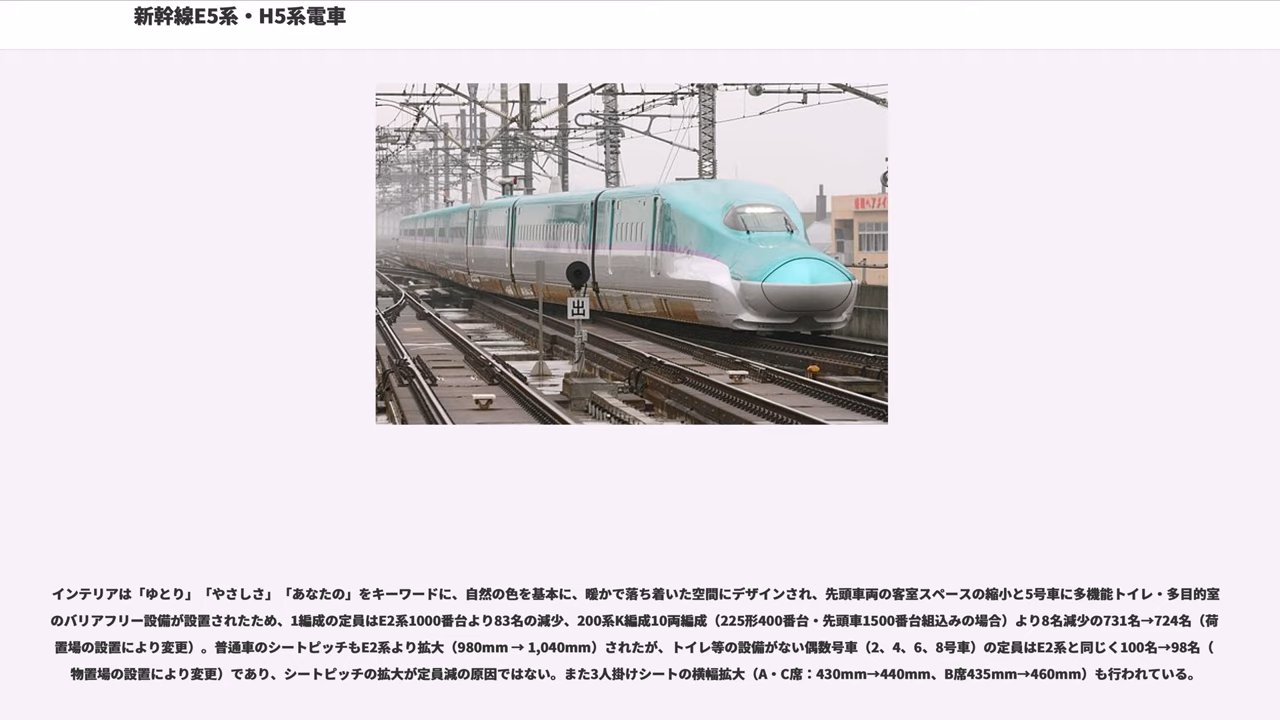 新幹線E5系・H5系電車
出
インテリアは「ゆとり」「やさしさ」「あなたの」をキーワードに、自然の色を基本に、暖かで落ち着いた空間にデザインされ、先頭車両の客室スペースの縮小と5号車に多機能トイレ・多目的室
のバリアフリー設備が設置されたため、1編成の定員はE2系1000番台より83名の減少、200系K編成10両編成（225形400番台・先頭車1500番台組込みの場合）より8名減少の731名→724名（荷
置場の設置により変更）。普通車のシートピッチもE2系より拡大（980mm → 1,040mm）されたが、トイレ等の設備がない偶数号車（2、4、6、8号車）の定員はE2系と同じく100名→98名（
物置場の設置により変更）であり、シートピッチの拡大が定員減の原因ではない。また3人掛けシートの横幅拡大（A・C席：430mm→440mm、B席435mm→460mm）も行われている。